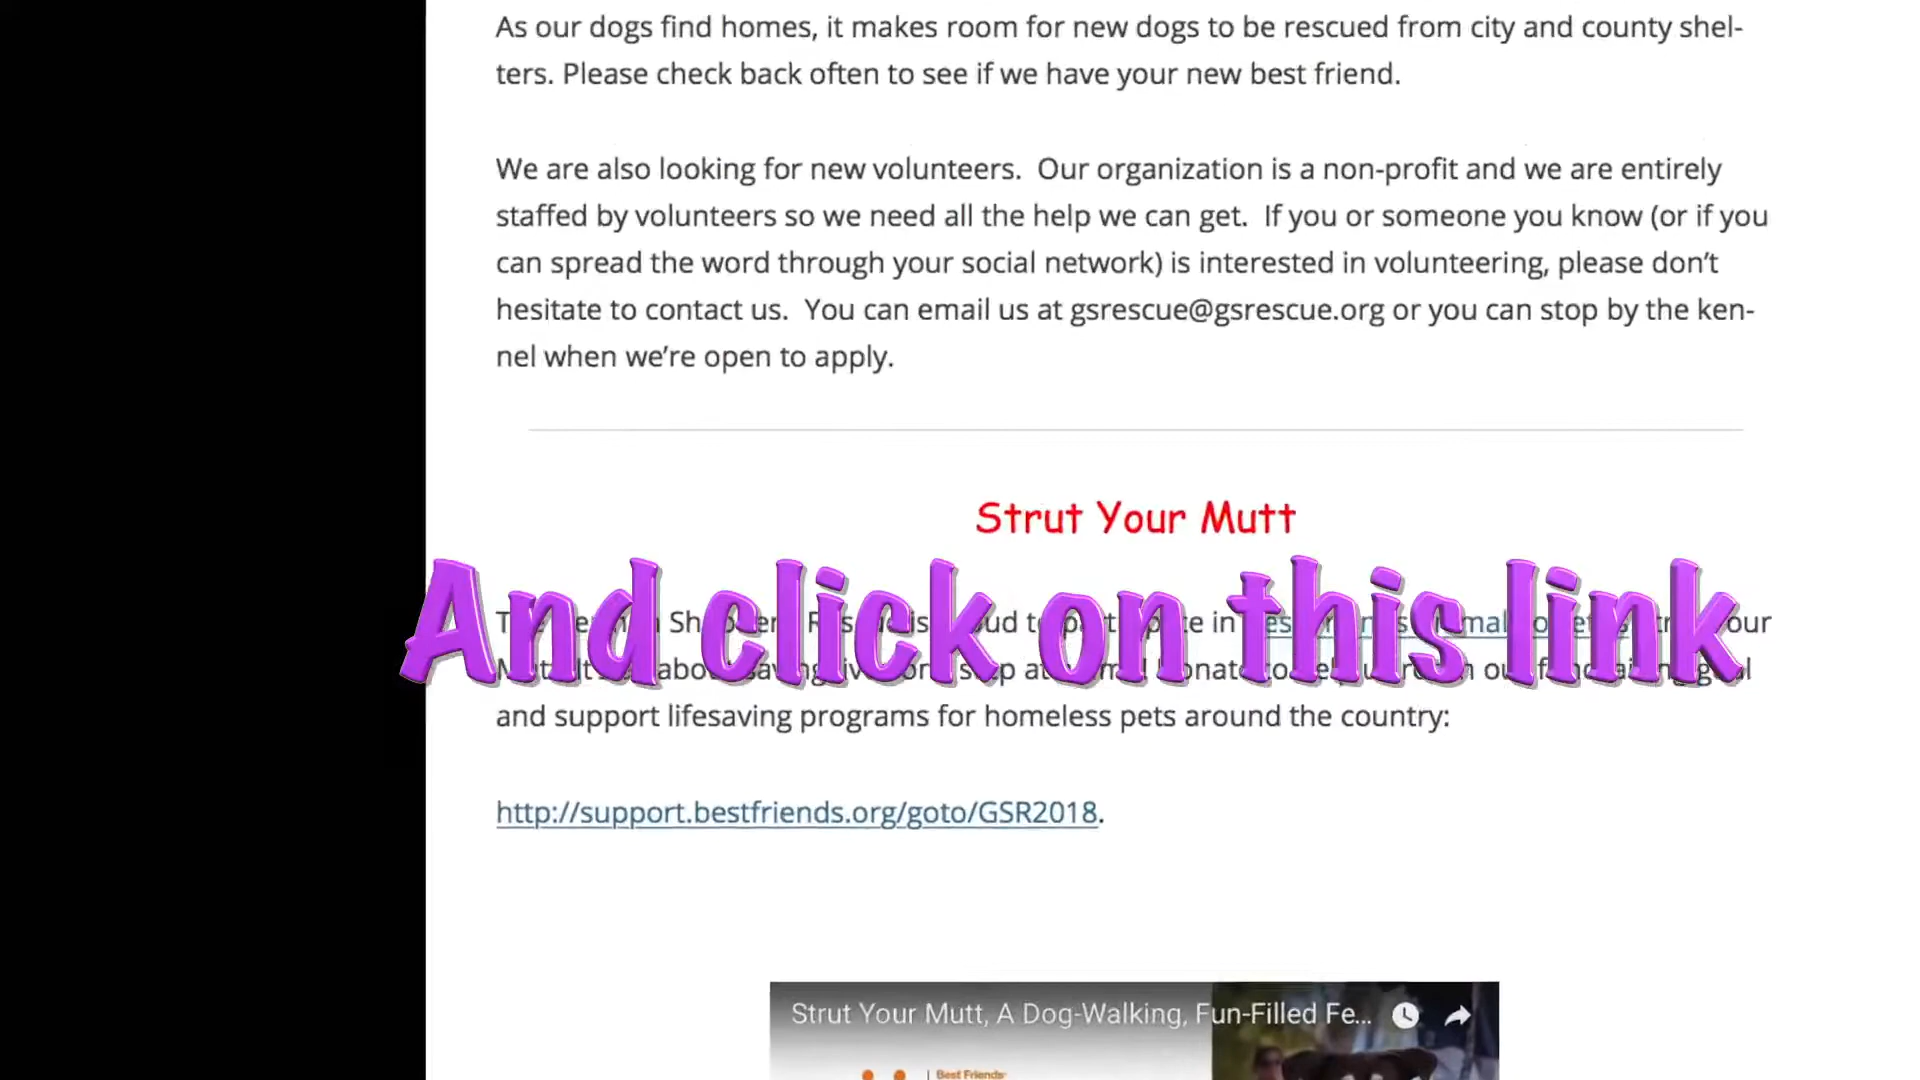 As our dogs find homes, it makes room for new dogs to be rescued from city and county shel-
ters. Please check back often to see if we have your new best friend.
We are also looking for new volunteers.  Our organization is a non-profit and we are entirely
staffed by volunteers so we need all the help we can get.  If you or someone you know (or if you
can spread the word through your social network) is interested in volunteering, please don’t
hesitate to contact us.  You can email us at gsrescue@gsrescue.org or you can stop by the ken-
nel when we’re open to apply.
Strut Your Mutt
And click on this link
in
and support lifesaving programs for homeless pets around the country:
http://support.bestfriends.org/goto/GSR2018.
Strut Your Mutt, A Dog-Walking, Fun-Filled Fe...
Best Friends